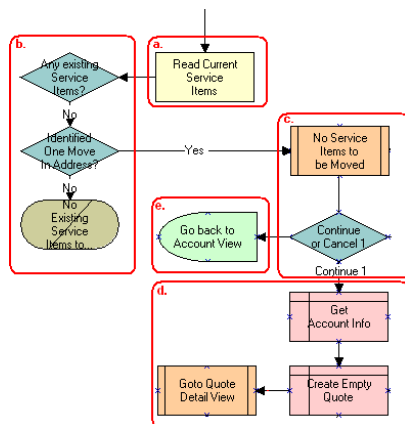 b.
a.
Any existing
Service
Items?
Read Current
Service
Items
No
c.
Identified
One Move
In Address?
Yes
No Service
Items to
be Moved
No
No
Existing
Service
Items to...
e.
Go back to
Account View
Continue
or Cancel 1
Continue 1
d.
Get
Account Info
Goto Quote
Detail View
Create Empty
Quote